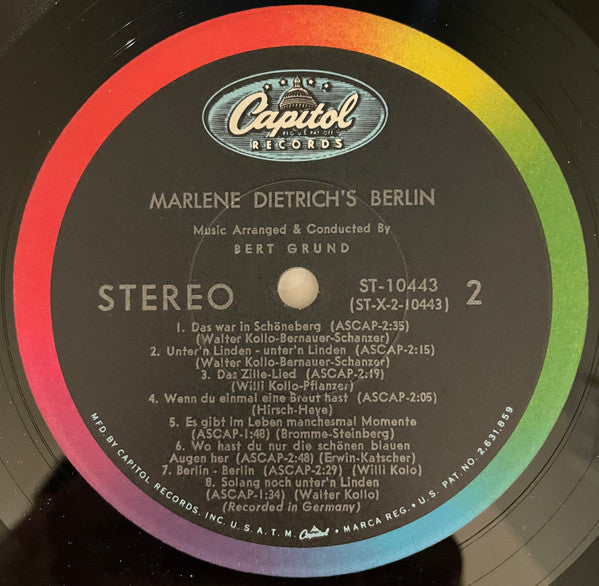 Capitol
REG. U.S. PAT. OFF.
RECORDS
MARLENE DIETRICH'S BERLIN
Music Arranged & Conducted By
BERT GRUND
STEREO
ST-10443
(ST-X-2-10443)
2
1. Das war in Schöneberg (ASCAP-2:35)
(Walter Kollo-Bernauer-Schanzer)
2. Unter'n Linden - unter'n Linden (ASCAP-2:15)
(Walter Kollo-Bernauer-Schanzer)
3. Das Zille-Lied (ASCAP-2:19)
(Willi Kollo-Pflanzer)
4. Wenn du einmal eine Braut hast (ASCAP-2:05)
(Hirsch-Heye)
5. Es gibt im Leben manchesmal Momente
(ASCAP-1:48) (Bromme-Steinberg)
6. Wo hast du nur die schönen blauen
Augen her (ASCAP-2:48) (Erwin-Katscher)
7. Berlin - Berlin (ASCAP-2:29) (Willi Kolo)
8. Solang noch unter'n Linden
(ASCAP-1:34) (Walter Kollo)
(Recorded in Germany)
MFD. BY CAPITOL RECORDS, INC. U.S.A. T.M. Capitol MARCA REG. • U.S. PAT. NO. 2,631,859